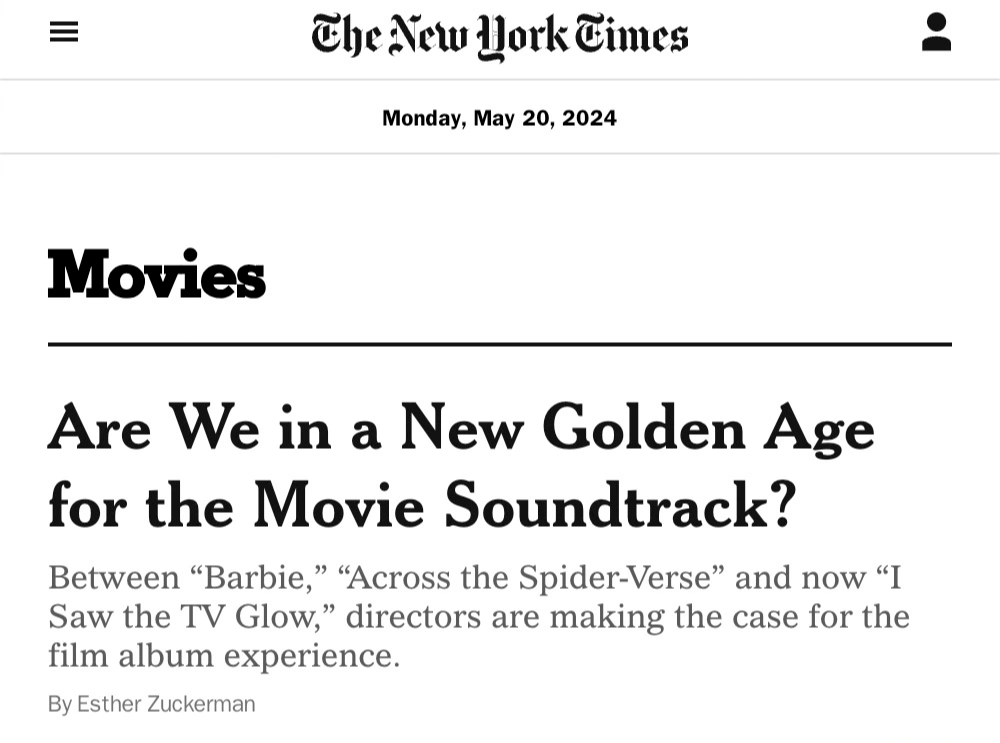 The New York Times
Monday, May 20, 2024
Movies
Are We in a New Golden Age
for the Movie Soundtrack?
Between “Barbie,” “Across the Spider-Verse” and now “I
Saw the TV Glow,” directors are making the case for the
film album experience.
By Esther Zuckerman